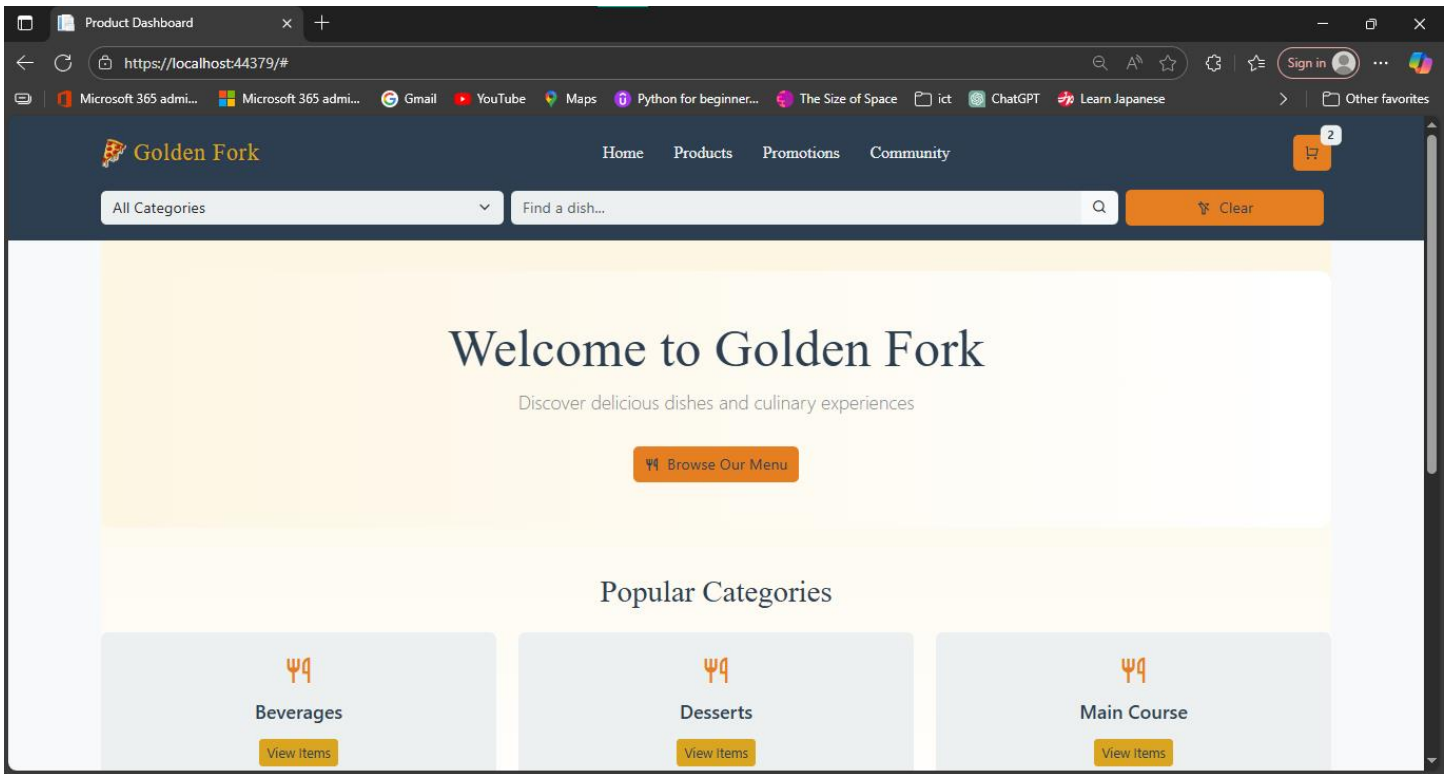 Product Dashboard
https://localhost:44379/#
Sign in
Microsoft 365 admi... Microsoft 365 admi... Gmail YouTube Maps Python for beginner... The Size of Space ict ChatGPT Learn Japanese Other favorites
Golden Fork Home Products Promotions Community 2
All Categories Find a dish... Clear
Welcome to Golden Fork
Discover delicious dishes and culinary experiences
Browse Our Menu
Popular Categories
Beverages Desserts Main Course
View Items View Items View Items